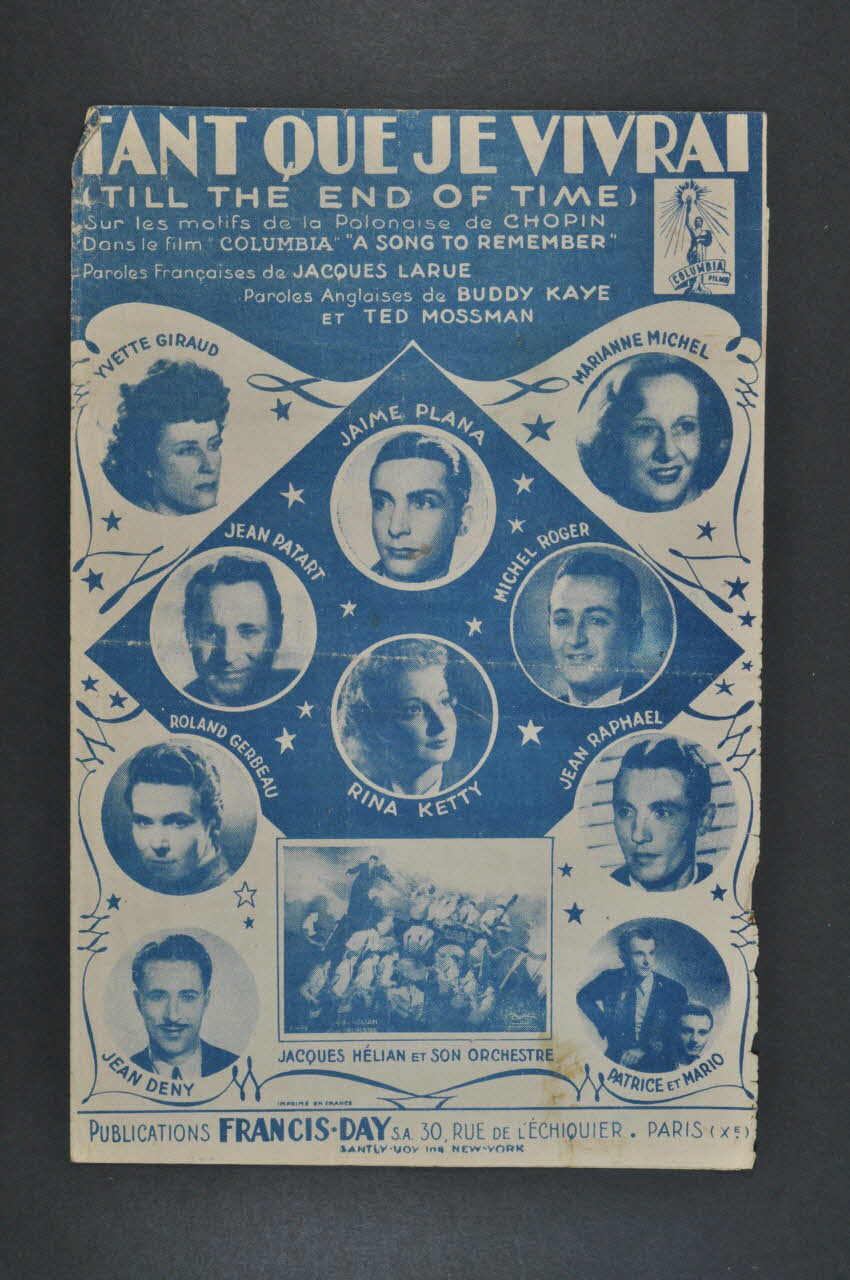 TANT QUE JE VIVRAI
(TILL THE END OF TIME)
Sur les motifs de la Polonaise de CHOPIN
Dans le film "COLUMBIA" "A SONG TO REMEMBER"
Paroles Françaises de JACQUES LARUE
Paroles Anglaises de BUDDY KAYE
ET TED MOSSMAN
COLUMBIA
FILMS
YVETTE GIRAUD
MARIANNE MICHEL
JAIME PLANA
JEAN PATART
MICHEL ROGER
ROLAND GERBEAU
RINA KETTY
JEAN RAPHAEL
JEAN DENY
JACQUES HÉLIAN ET SON ORCHESTRE
PATRICE ET MARIO
IMPRIMÉ EN FRANCE
PUBLICATIONS FRANCIS-DAY S.A. 30, RUE DE L'ÉCHIQUIER. PARIS (Xᵉ)
SANTLY-JOY INC NEW-YORK